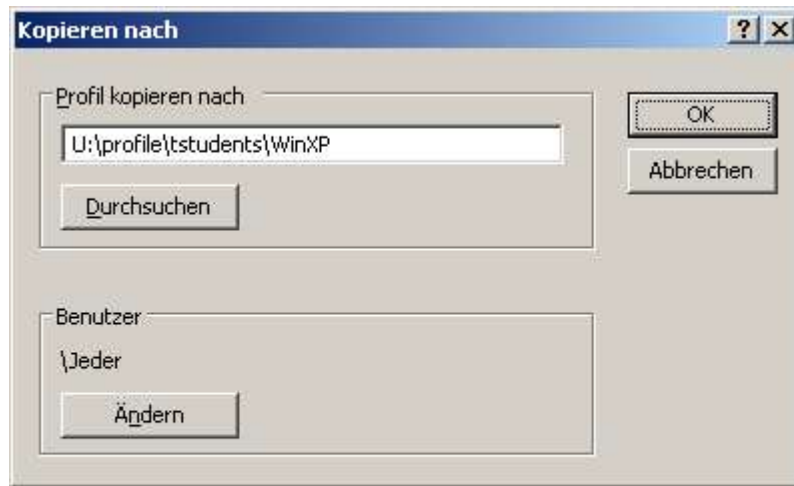 Kopieren nach
Profil kopieren nach
U:\profile\tstudents\WinXP
Durchsuchen
OK
Abbrechen
Benutzer
\Jeder
Ändern